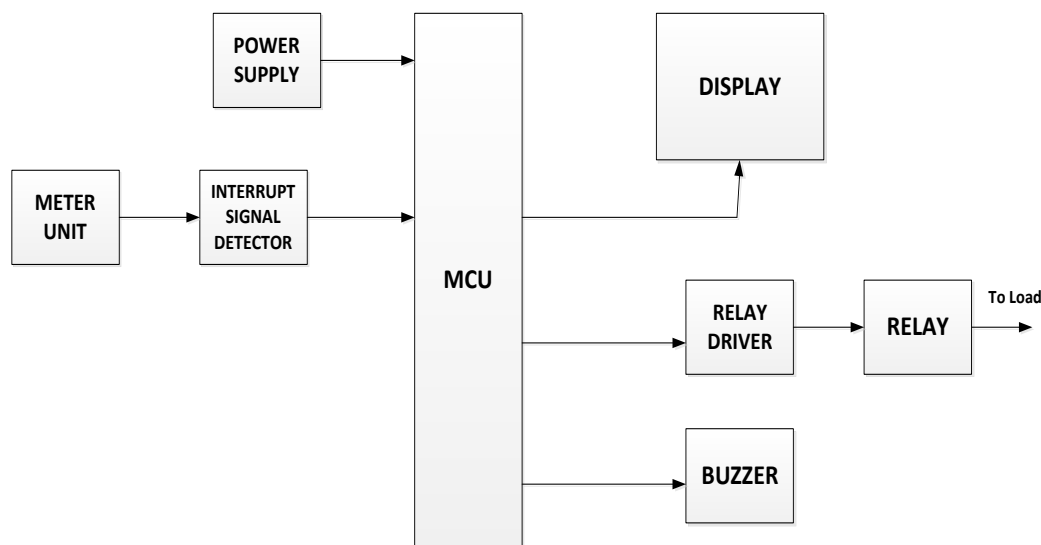 POWER
SUPPLY
DISPLAY
METER
UNIT
INTERRUPT
SIGNAL
DETECTOR
MCU
RELAY
DRIVER
RELAY
To Load
BUZZER